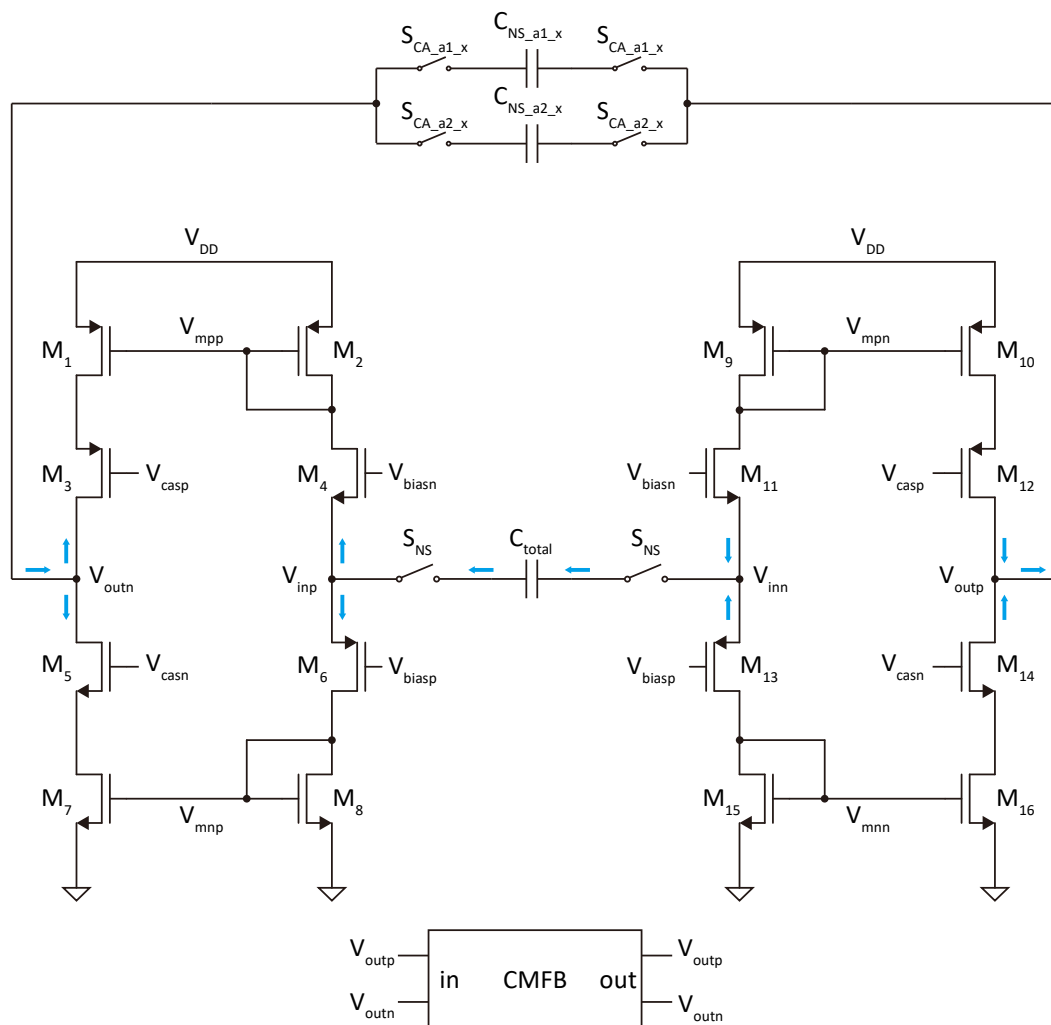 S_CA_a1_x C_NS_a1_x S_CA_a1_x
S_CA_a2_x C_NS_a2_x S_CA_a2_x
V_DD V_DD
M_1 V_mpp M_2 M_9 V_mpn M_10
M_3 V_casp M_4 V_biasn V_biasn M_11 V_casp M_12
S_NS C_total S_NS
V_outn V_inp V_inn V_outp
M_5 V_casn M_6 V_biasp V_biasp M_13 V_casn M_14
M_7 V_mnp M_8 M_15 V_mnn M_16
V_outp V_outp
in CMFB out
V_outn V_outn